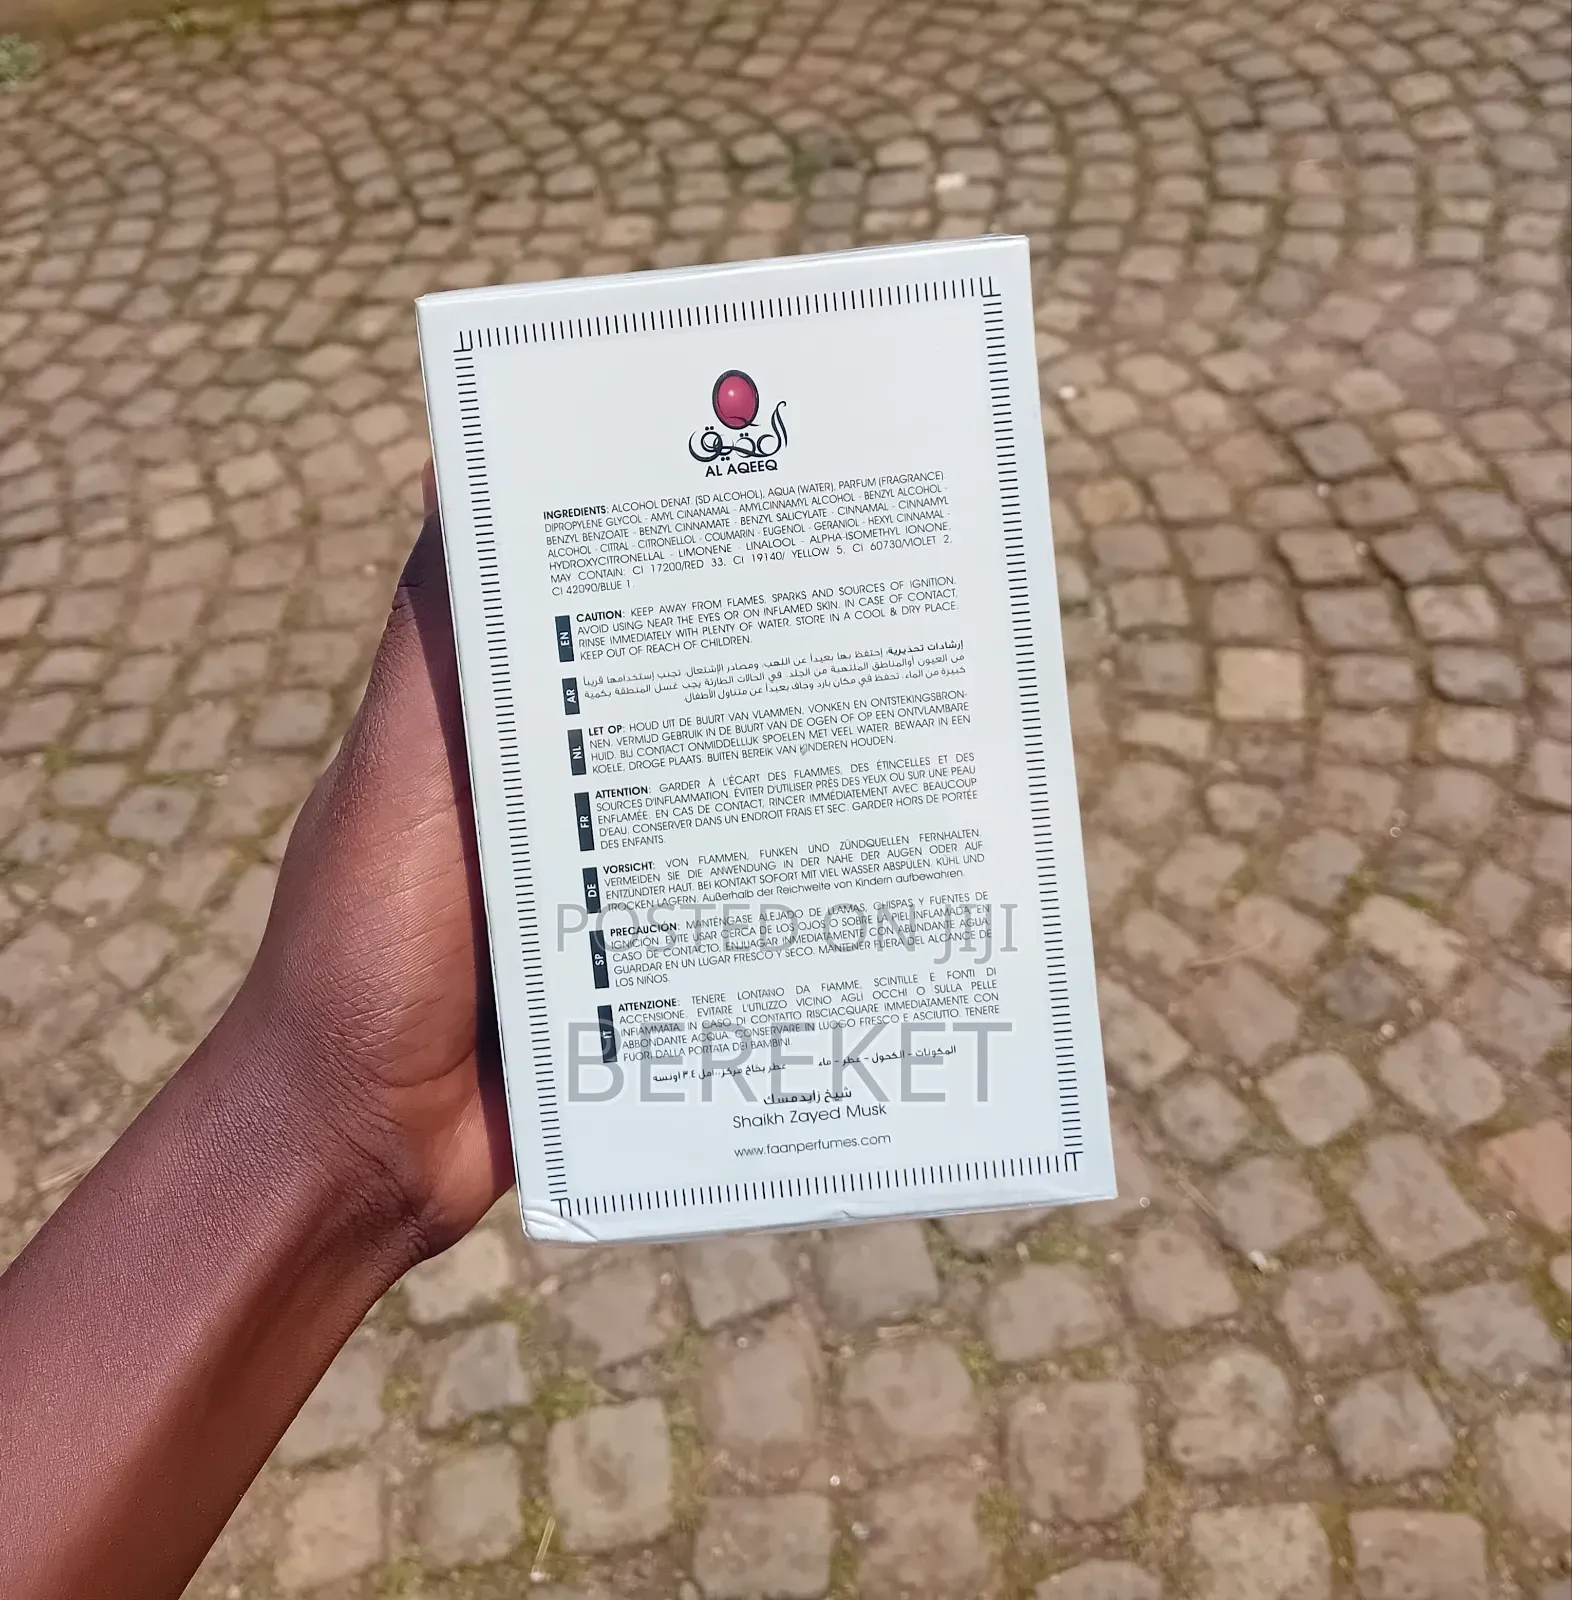 العقيق
AL AQEEQ
INGREDIENTS: ALCOHOL DENAT. (SD ALCOHOL), AQUA (WATER), PARFUM (FRAGRANCE)
DIPROPYLENE GLYCOL - AMYL CINANAMAL - AMYLCINNAMYL ALCOHOL - BENZYL ALCOHOL -
BENZYL BENZOATE - BENZYL CINNAMATE - BENZYL SALICYLATE - CINNAMAL - CINNAMYL
ALCOHOL - CITRAL - CITRONELLOL - COUMARIN - EUGENOL - GERANIOL - HEXYL CINNAMAL -
HYDROXYCITRONELLAL - LIMONENE - LINALOOL - ALPHA-ISOMETHYL IONONE.
MAY CONTAIN: CI 17200/RED 33, CI 19140/ YELLOW 5, CI 60730/VIOLET 2,
CI 42090/BLUE 1.
EN
CAUTION: KEEP AWAY FROM FLAMES, SPARKS AND SOURCES OF IGNITION.
AVOID USING NEAR THE EYES OR ON INFLAMED SKIN. IN CASE OF CONTACT,
RINSE IMMEDIATELY WITH PLENTY OF WATER. STORE IN A COOL & DRY PLACE.
KEEP OUT OF REACH OF CHILDREN.
AR
إرشادات تحذيرية: إحتفظ بها بعيداً عن اللهب، ومصادر الإشتعال. تجنب إستخدامها قريباً
من العيون أوالمناطق الملتهبة من الجلد. في الحالات الطارئة يجب غسل المنطقة بكمية
كبيرة من الماء. تحفظ في مكان بارد وجاف بعيداً عن متناول الأطفال.
NL
LET OP: HOUD UIT DE BUURT VAN VLAMMEN, VONKEN EN ONTSTEKINGSBRON-
NEN. VERMIJD GEBRUIK IN DE BUURT VAN DE OGEN OF OP EEN ONTVLAMBARE
HUID. BIJ CONTACT ONMIDDELLIJK SPOELEN MET VEEL WATER. BEWAAR IN EEN
KOELE, DROGE PLAATS. BUITEN BEREIK VAN KINDEREN HOUDEN.
FR
ATTENTION: GARDER À L'ÉCART DES FLAMMES, DES ÉTINCELLES ET DES
SOURCES D'INFLAMMATION. ÉVITER D'UTILISER PRÈS DES YEUX OU SUR UNE PEAU
ENFLAMÉE. EN CAS DE CONTACT, RINCER IMMÉDIATEMENT AVEC BEAUCOUP
D'EAU. CONSERVER DANS UN ENDROIT FRAIS ET SEC. GARDER HORS DE PORTÉE
DES ENFANTS.
DE
VORSICHT: VON FLAMMEN, FUNKEN UND ZÜNDQUELLEN FERNHALTEN.
VERMEIDEN SIE DIE ANWENDUNG IN DER NÄHE DER AUGEN ODER AUF
ENTZÜNDTER HAUT. BEI KONTAKT SOFORT MIT VIEL WASSER ABSPÜLEN. KÜHL UND
TROCKEN LAGERN. Außerhalb der Reichweite von Kindern aufbewahren.
SP
PRECAUCIÓN: MANTÉNGASE ALEJADO DE LLAMAS, CHISPAS Y FUENTES DE
IGNICIÓN. EVITE USAR CERCA DE LOS OJOS O SOBRE LA PIEL INFLAMADA. EN
CASO DE CONTACTO, ENJUAGAR INMEDIATAMENTE CON ABUNDANTE AGUA.
GUARDAR EN UN LUGAR FRESCO Y SECO. MANTENER FUERA DEL ALCANCE DE
LOS NIÑOS.
POSTED ON JIJI
IT
ATTENZIONE: TENERE LONTANO DA FIAMME, SCINTILLE E FONTI DI
ACCENSIONE. EVITARE L'UTILIZZO VICINO AGLI OCCHI O SULLA PELLE
INFIAMMATA. IN CASO DI CONTATTO RISCIACQUARE IMMEDIATAMENTE CON
ABBONDANTE ACQUA. CONSERVARE IN LUOGO FRESCO E ASCIUTTO. TENERE
FUORI DALLA PORTATA DEI BAMBINI.
BEREKET
المكونات - الكحول - عطر - ماء عطر بخاخ مركز
شيخ زايدمسك
Shaikh Zayed Musk
www.faanperfumes.com